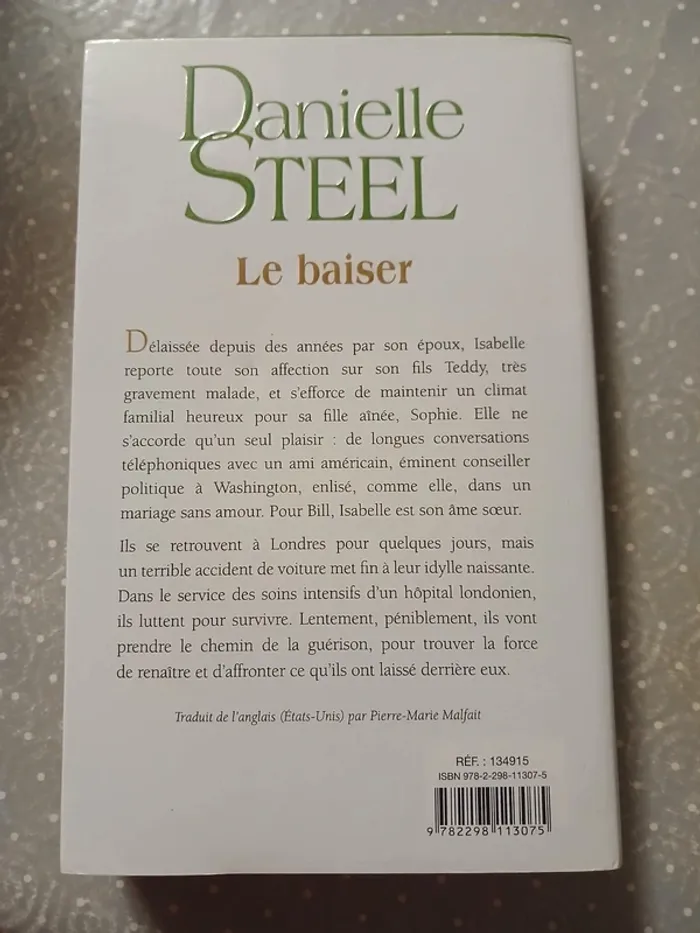 Danielle
STEEL
Le baiser
Délaissée depuis des années par son époux, Isabelle
reporte toute son affection sur son fils Teddy, très
gravement malade, et s'efforce de maintenir un climat
familial heureux pour sa fille aînée, Sophie. Elle ne
s'accorde qu'un seul plaisir : de longues conversations
téléphoniques avec un ami américain, éminent conseiller
politique à Washington, enlisé, comme elle, dans un
mariage sans amour. Pour Bill, Isabelle est son âme sœur.
Ils se retrouvent à Londres pour quelques jours, mais
un terrible accident de voiture met fin à leur idylle naissante.
Dans le service des soins intensifs d'un hôpital londonien,
ils luttent pour survivre. Lentement, péniblement, ils vont
prendre le chemin de la guérison, pour trouver la force
de renaître et d'affronter ce qu'ils ont laissé derrière eux.
Traduit de l'anglais (États-Unis) par Pierre-Marie Malfait
RÉF. : 134915
ISBN 978-2-298-11307-5
9 782298 113075